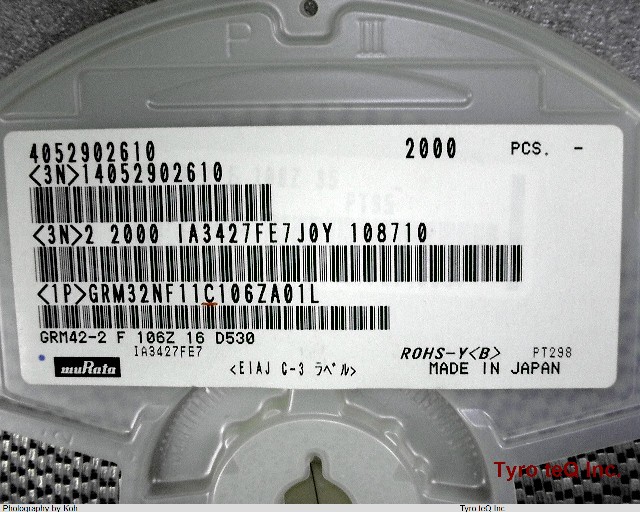 P III
4052902610 2000 PCS. -
<3N>14052902610
<3N>2 2000 IA3427FE7J0Y 108710
<1P>GRM32NF11C106ZA01L
GRM42-2 F 106Z 16 D530
IA3427FE7 ROHS-Y<B> PT298
muRata <EIAJ C-3 ラベル> MADE IN JAPAN
Tyro teQ Inc.
Photography by Koh Tyro teQ Inc